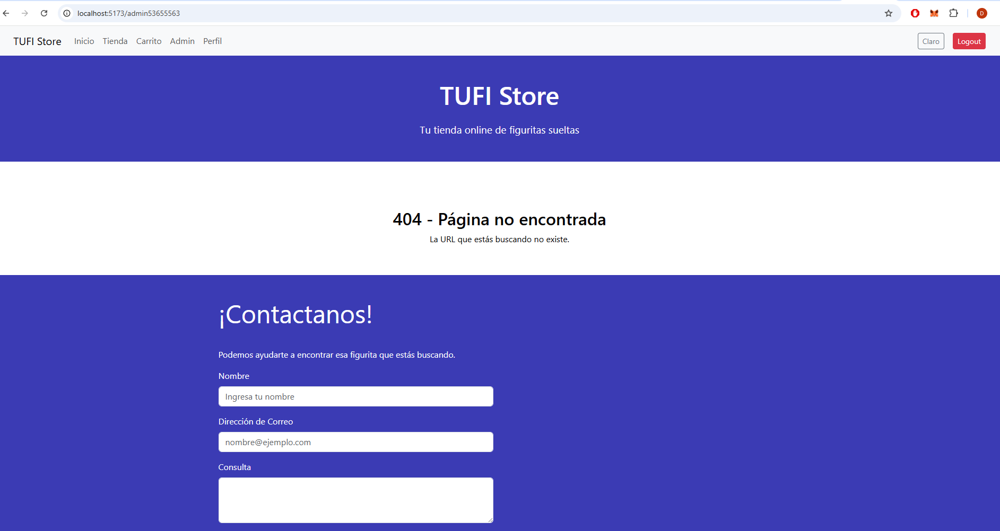 localhost:5173/admin53655563
D
TUFI Store Inicio Tienda Carrito Admin Perfil Claro Logout
TUFI Store
Tu tienda online de figuritas sueltas
404 - Página no encontrada
La URL que estás buscando no existe.
¡Contactanos!
Podemos ayudarte a encontrar esa figurita que estás buscando.
Nombre
Ingresa tu nombre
Dirección de Correo
nombre@ejemplo.com
Consulta